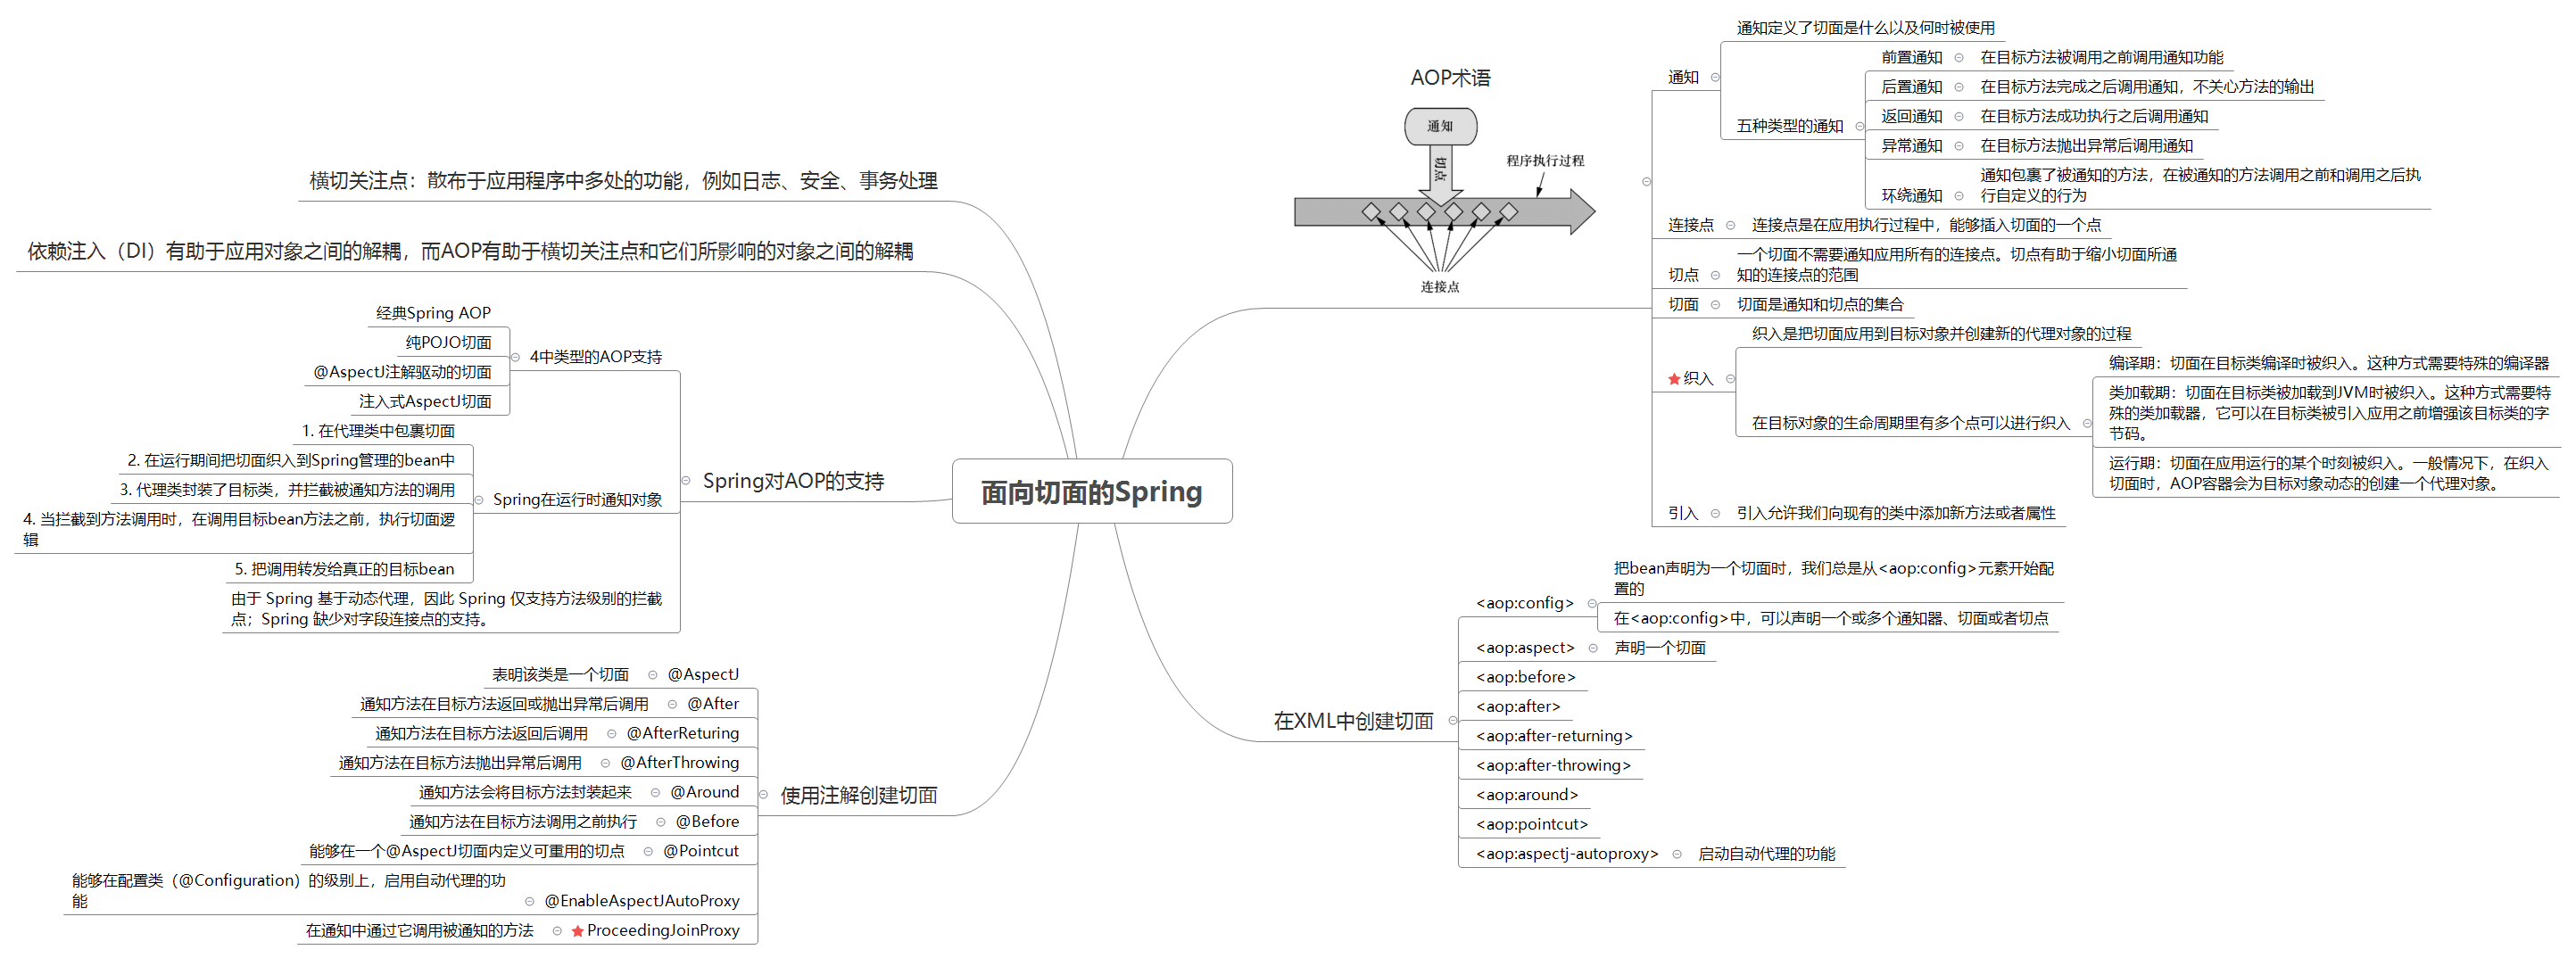 面向切面的Spring
横切关注点：散布于应用程序中多处的功能，例如日志、安全、事务处理
依赖注入（DI）有助于应用对象之间的解耦，而AOP有助于横切关注点和它们所影响的对象之间的解耦
Spring对AOP的支持
4中类型的AOP支持
经典Spring AOP
纯POJO切面
@AspectJ注解驱动的切面
注入式AspectJ切面
Spring在运行时通知对象
1. 在代理类中包裹切面
2. 在运行期间把切面织入到Spring管理的bean中
3. 代理类封装了目标类，并拦截被通知方法的调用
4. 当拦截到方法调用时，在调用目标bean方法之前，执行切面逻
辑
5. 把调用转发给真正的目标bean
由于 Spring 基于动态代理，因此 Spring 仅支持方法级别的拦截
点；Spring 缺少对字段连接点的支持。
使用注解创建切面
表明该类是一个切面 @AspectJ
通知方法在目标方法返回或抛出异常后调用 @After
通知方法在目标方法返回后调用 @AfterReturing
通知方法在目标方法抛出异常后调用 @AfterThrowing
通知方法会将目标方法封装起来 @Around
通知方法在目标方法调用之前执行 @Before
能够在一个@AspectJ切面内定义可重用的切点 @Pointcut
能够在配置类（@Configuration）的级别上，启用自动代理的功
能 @EnableAspectJAutoProxy
在通知中通过它调用被通知的方法 ProceedingJoinProxy
AOP术语
通知
切点
程序执行过程
连接点
通知
通知定义了切面是什么以及何时被使用
五种类型的通知
前置通知 在目标方法被调用之前调用通知功能
后置通知 在目标方法完成之后调用通知，不关心方法的输出
返回通知 在目标方法成功执行之后调用通知
异常通知 在目标方法抛出异常后调用通知
环绕通知 通知包裹了被通知的方法，在被通知的方法调用之前和调用之后执
行自定义的行为
连接点 连接点是在应用执行过程中，能够插入切面的一个点
切点 一个切面不需要通知应用所有的连接点。切点有助于缩小切面所通
知的连接点的范围
切面 切面是通知和切点的集合
织入
织入是把切面应用到目标对象并创建新的代理对象的过程
在目标对象的生命周期里有多个点可以进行织入
编译期：切面在目标类编译时被织入。这种方式需要特殊的编译器
类加载期：切面在目标类被加载到JVM时被织入。这种方式需要特
殊的类加载器，它可以在目标类被引入应用之前增强该目标类的字
节码。
运行期：切面在应用运行的某个时刻被织入。一般情况下，在织入
切面时，AOP容器会为目标对象动态的创建一个代理对象。
引入 引入允许我们向现有的类中添加新方法或者属性
在XML中创建切面
<aop:config>
把bean声明为一个切面时，我们总是从<aop:config>元素开始配
置的
在<aop:config>中，可以声明一个或多个通知器、切面或者切点
<aop:aspect> 声明一个切面
<aop:before>
<aop:after>
<aop:after-returning>
<aop:after-throwing>
<aop:around>
<aop:pointcut>
<aop:aspectj-autoproxy> 启动自动代理的功能